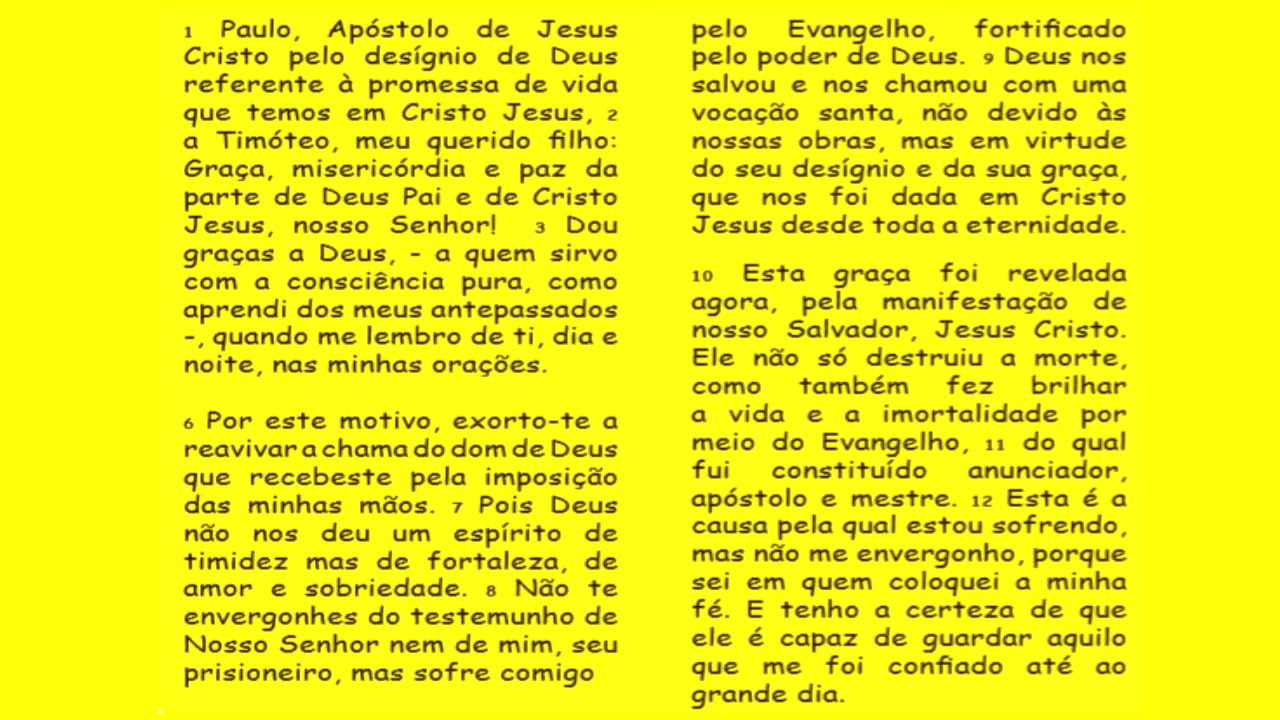 1 Paulo, Apóstolo de Jesus
Cristo pelo desígnio de Deus
referente à promessa de vida
que temos em Cristo Jesus, 2
a Timóteo, meu querido filho:
Graça, misericórdia e paz da
parte de Deus Pai e de Cristo
Jesus, nosso Senhor! 3 Dou
graças a Deus, - a quem sirvo
com a consciência pura, como
aprendi dos meus antepassados
-, quando me lembro de ti, dia e
noite, nas minhas orações.
6 Por este motivo, exorto-te a
reavivar a chama do dom de Deus
que recebeste pela imposição
das minhas mãos. 7 Pois Deus
não nos deu um espírito de
timidez mas de fortaleza, de
amor e sobriedade. 8 Não te
envergonhes do testemunho de
Nosso Senhor nem de mim, seu
prisioneiro, mas sofre comigo
pelo Evangelho, fortificado
pelo poder de Deus. 9 Deus nos
salvou e nos chamou com uma
vocação santa, não devido às
nossas obras, mas em virtude
do seu desígnio e da sua graça,
que nos foi dada em Cristo
Jesus desde toda a eternidade.
10 Esta graça foi revelada
agora, pela manifestação de
nosso Salvador, Jesus Cristo.
Ele não só destruiu a morte,
como também fez brilhar
a vida e a imortalidade por
meio do Evangelho, 11 do qual
fui constituído anunciador,
apóstolo e mestre. 12 Esta é a
causa pela qual estou sofrendo,
mas não me envergonho, porque
sei em quem coloquei a minha
fé. E tenho a certeza de que
ele é capaz de guardar aquilo
que me foi confiado até ao
grande dia.